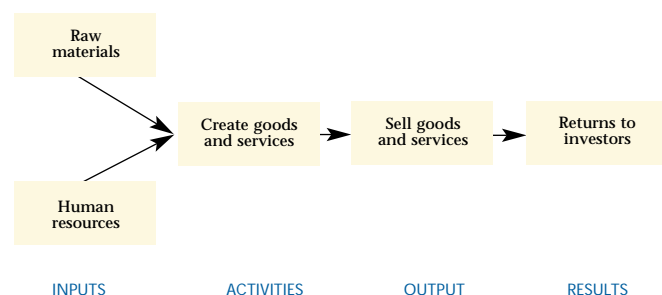 Raw
materials
Create goods
and services
Sell goods
and services
Returns to
investors
Human
resources
INPUTS
ACTIVITIES
OUTPUT
RESULTS